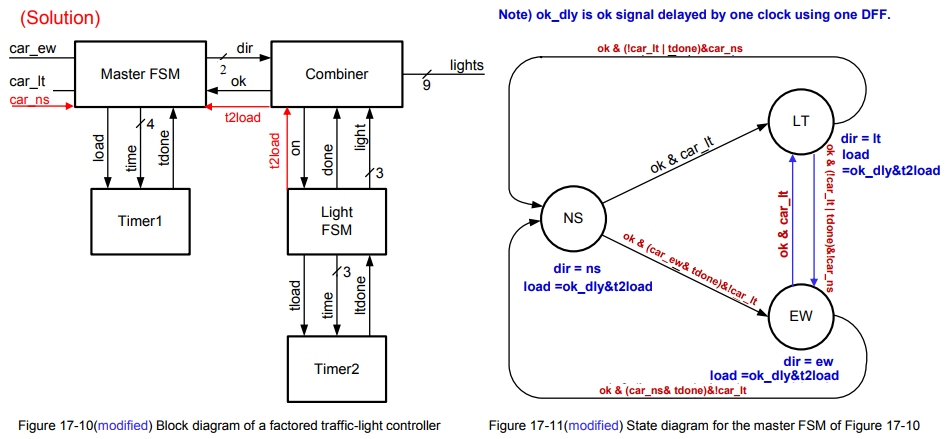 (Solution)
Note) ok_dly is ok signal delayed by one clock using one DFF.
car_ew
car_lt
car_ns
Master FSM
dir
2
ok
t2load
Combiner
lights
9
load
time
4
tdone
t2load
on
done
light
3
Timer1
Light
FSM
tload
time
3
ltdone
Timer2
ok & (!car_lt | tdone)&car_ns
LT
dir = lt
load
=ok_dly&t2load
ok & car_lt
ok & (!car_lt | tdone)&!car_ns
NS
dir = ns
load =ok_dly&t2load
ok & (car_ew& tdone)&!car_lt
ok & car_lt
EW
dir = ew
load =ok_dly&t2load
ok & (car_ns& tdone)&!car_lt
Figure 17-10(modified) Block diagram of a factored traffic-light controller
Figure 17-11(modified) State diagram for the master FSM of Figure 17-10